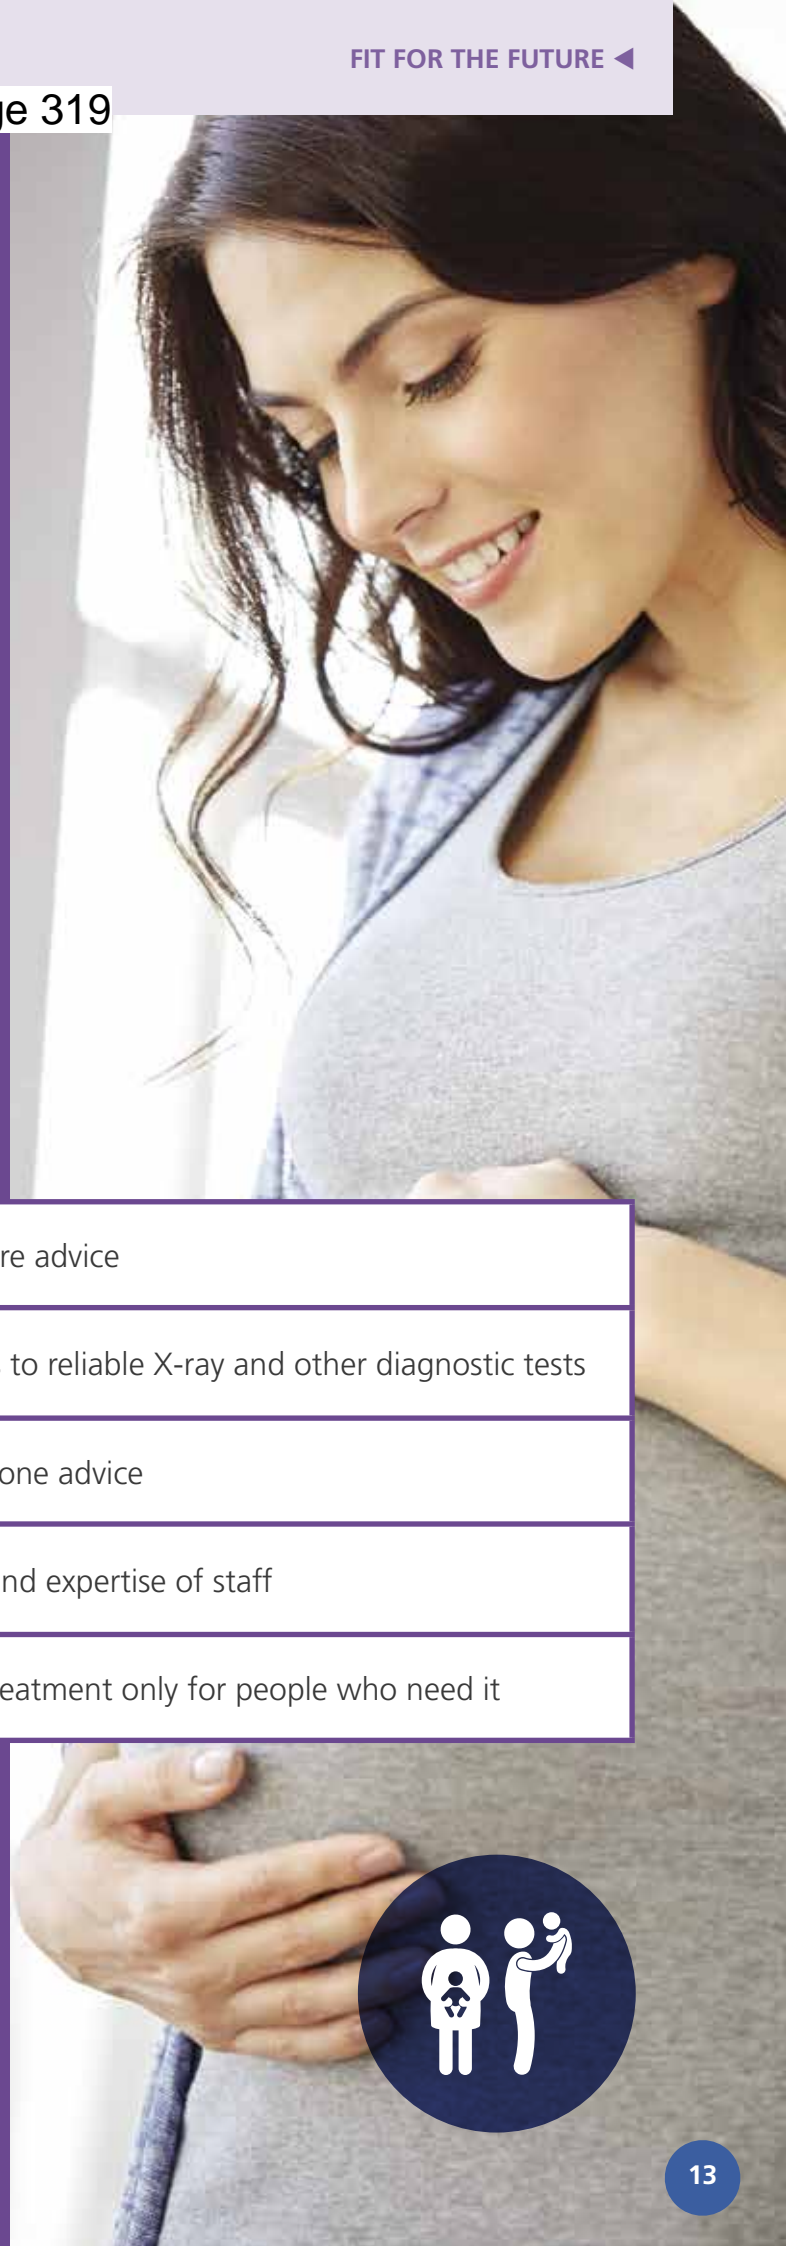 FIT FOR THE FUTURE
ge 319
re advice
to reliable X-ray and other diagnostic tests
one advice
nd expertise of staff
eatment only for people who need it
13